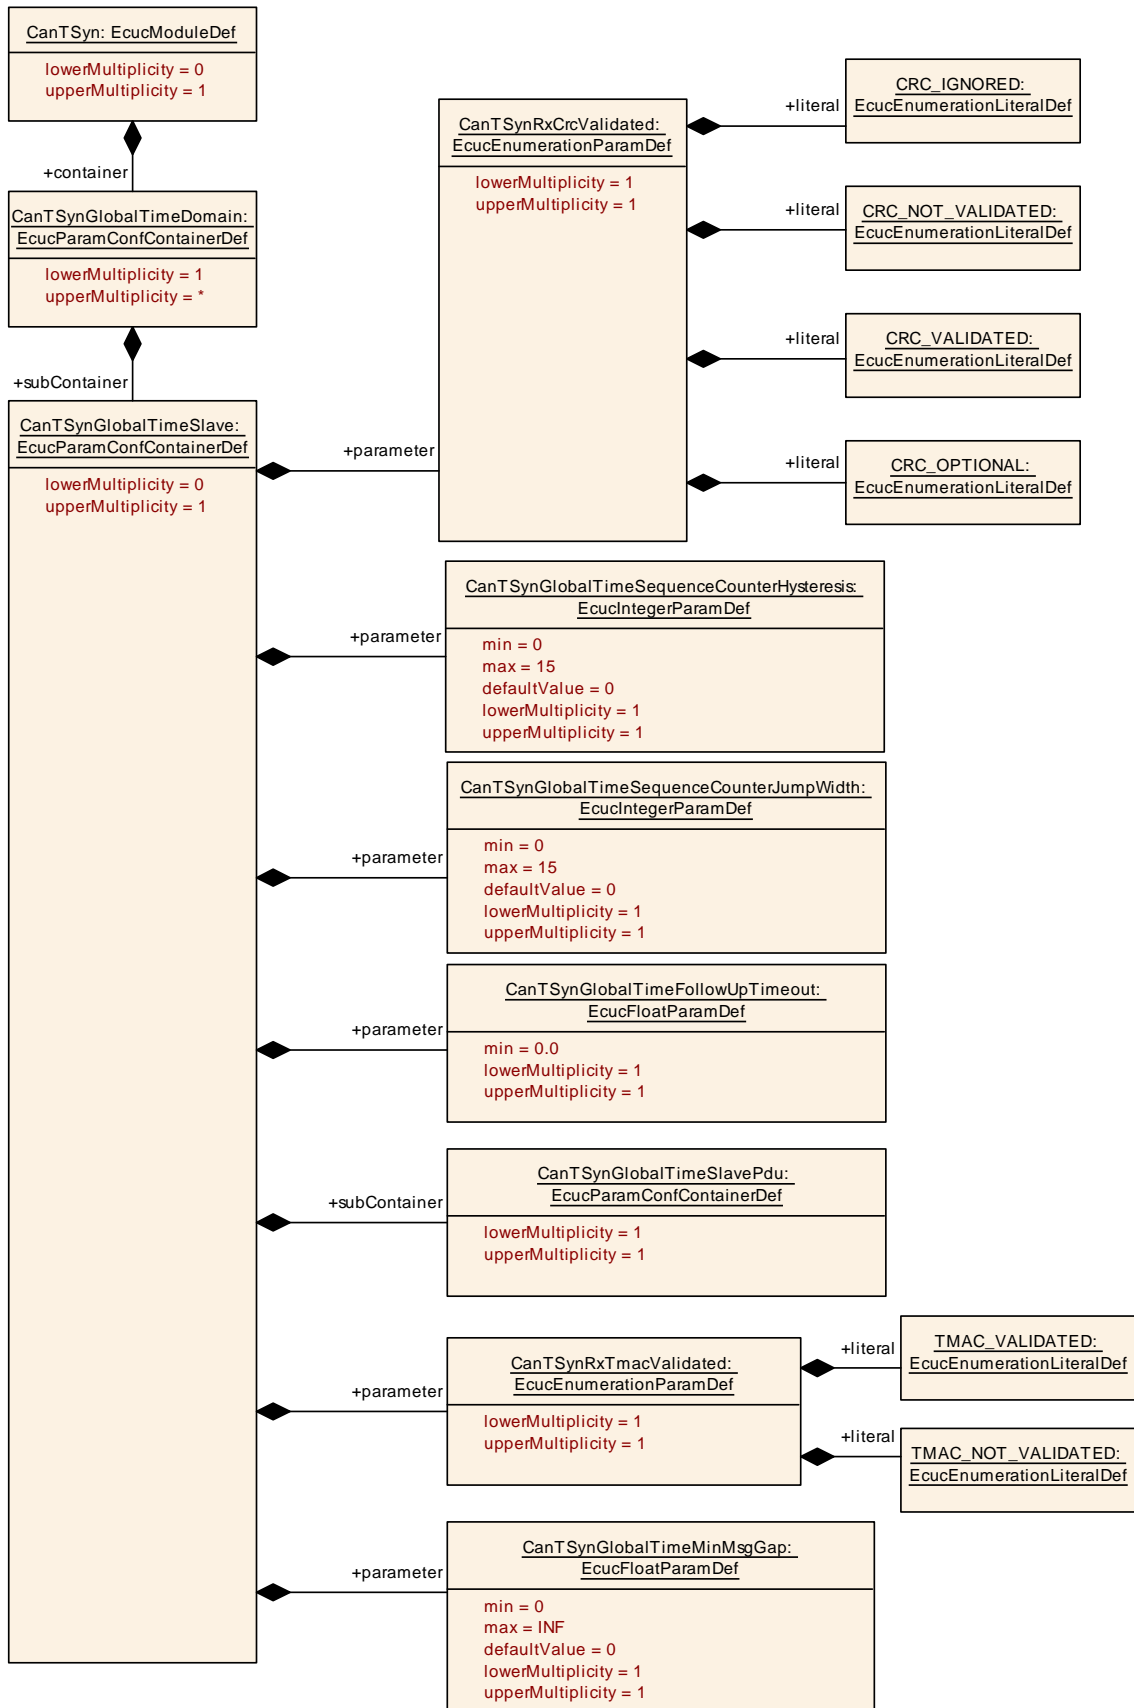 CanTSyn: EcucModuleDef
lowerMultiplicity = 0
upperMultiplicity = 1
+container
CanTSynGlobalTimeDomain:
EcucParamConfContainerDef
lowerMultiplicity = 1
upperMultiplicity = *
+subContainer
CanTSynGlobalTimeSlave:
EcucParamConfContainerDef
lowerMultiplicity = 0
upperMultiplicity = 1
+parameter
CanTSynRxCrcValidated:
EcucEnumerationParamDef
lowerMultiplicity = 1
upperMultiplicity = 1
+literal
CRC_IGNORED:
EcucEnumerationLiteralDef
+literal
CRC_NOT_VALIDATED:
EcucEnumerationLiteralDef
+literal
CRC_VALIDATED:
EcucEnumerationLiteralDef
+literal
CRC_OPTIONAL:
EcucEnumerationLiteralDef
+parameter
CanTSynGlobalTimeSequenceCounterHysteresis:
EcucIntegerParamDef
min = 0
max = 15
defaultValue = 0
lowerMultiplicity = 1
upperMultiplicity = 1
+parameter
CanTSynGlobalTimeSequenceCounterJumpWidth:
EcucIntegerParamDef
min = 0
max = 15
defaultValue = 0
lowerMultiplicity = 1
upperMultiplicity = 1
+parameter
CanTSynGlobalTimeFollowUpTimeout:
EcucFloatParamDef
min = 0.0
lowerMultiplicity = 1
upperMultiplicity = 1
+subContainer
CanTSynGlobalTimeSlavePdu:
EcucParamConfContainerDef
lowerMultiplicity = 1
upperMultiplicity = 1
+parameter
CanTSynRxTmacValidated:
EcucEnumerationParamDef
lowerMultiplicity = 1
upperMultiplicity = 1
+literal
TMAC_VALIDATED:
EcucEnumerationLiteralDef
+literal
TMAC_NOT_VALIDATED:
EcucEnumerationLiteralDef
+parameter
CanTSynGlobalTimeMinMsgGap:
EcucFloatParamDef
min = 0
max = INF
defaultValue = 0
lowerMultiplicity = 1
upperMultiplicity = 1